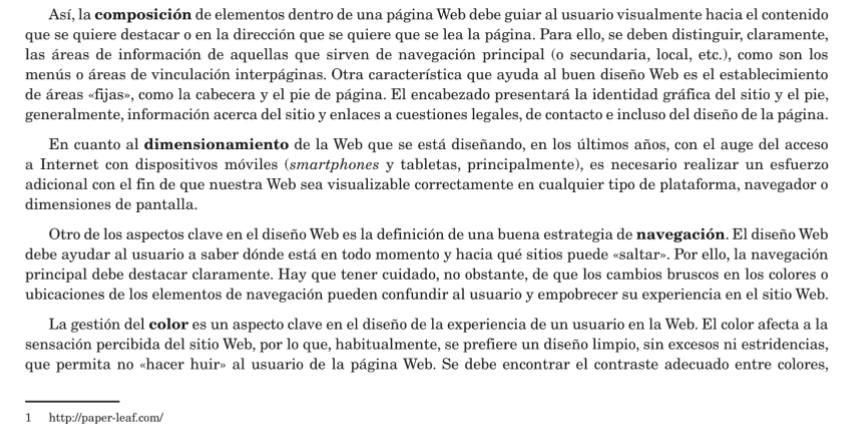 Así, la composición de elementos dentro de una página Web debe guiar al usuario visualmente hacia el contenido
que se quiere destacar o en la dirección que se quiere que se lea la página. Para ello, se deben distinguir, claramente,
las áreas de información de aquellas que sirven de navegación principal (o secundaria, local, etc.), como son los
menús o áreas de vinculación interpáginas. Otra característica que ayuda al buen diseño Web es el establecimiento
de áreas «fijas», como la cabecera y el pie de página. El encabezado presentará la identidad gráfica del sitio y el pie,
generalmente, información acerca del sitio y enlaces a cuestiones legales, de contacto e incluso del diseño de la página.
En cuanto al dimensionamiento de la Web que se está diseñando, en los últimos años, con el auge del acceso
a Internet con dispositivos móviles (smartphones y tabletas, principalmente), es necesario realizar un esfuerzo
adicional con el fin de que nuestra Web sea visualizable correctamente en cualquier tipo de plataforma, navegador o
dimensiones de pantalla.
Otro de los aspectos clave en el diseño Web es la definición de una buena estrategia de navegación. El diseño Web
debe ayudar al usuario a saber dónde está en todo momento y hacia qué sitios puede «saltar». Por ello, la navegación
principal debe destacar claramente. Hay que tener cuidado, no obstante, de que los cambios bruscos en los colores o
ubicaciones de los elementos de navegación pueden confundir al usuario y empobrecer su experiencia en el sitio Web.
La gestión del color es un aspecto clave en el diseño de la experiencia de un usuario en la Web. El color afecta a la
sensación percibida del sitio Web, por lo que, habitualmente, se prefiere un diseño limpio, sin excesos ni estridencias,
que permita no «hacer huir» al usuario de la página Web. Se debe encontrar el contraste adecuado entre colores,
1 http://paper-leaf.com/